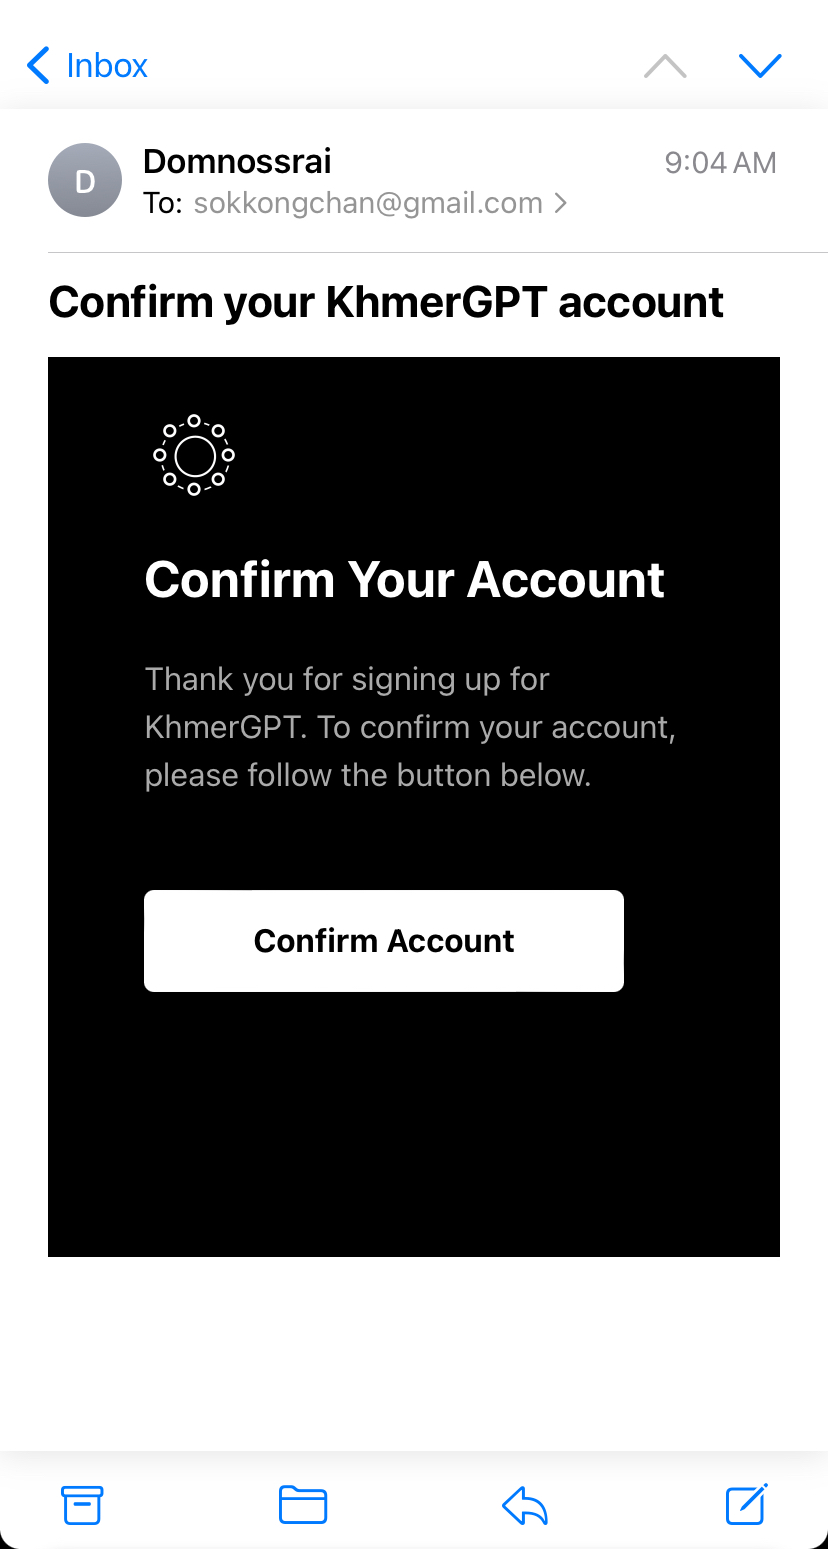 Inbox
D
Domnossrai
9:04 AM
To: sokkongchan@gmail.com
Confirm your KhmerGPT account
Confirm Your Account
Thank you for signing up for
KhmerGPT. To confirm your account,
please follow the button below.
Confirm Account